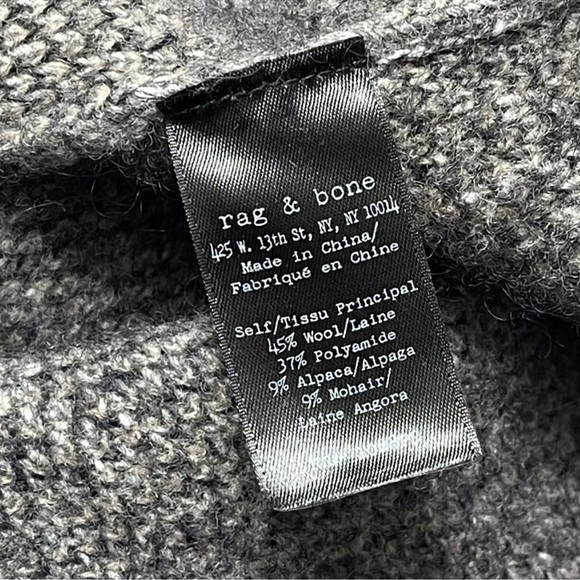 rag & bone
425 W. 13th St, NY, NY 10014
Made in China/
Fabriqué en Chine
Self/Tissu Principal
45% Wool/Laine
37% Polyamide
9% Alpaca/Alpaga
9% Mohair/
Laine Angora